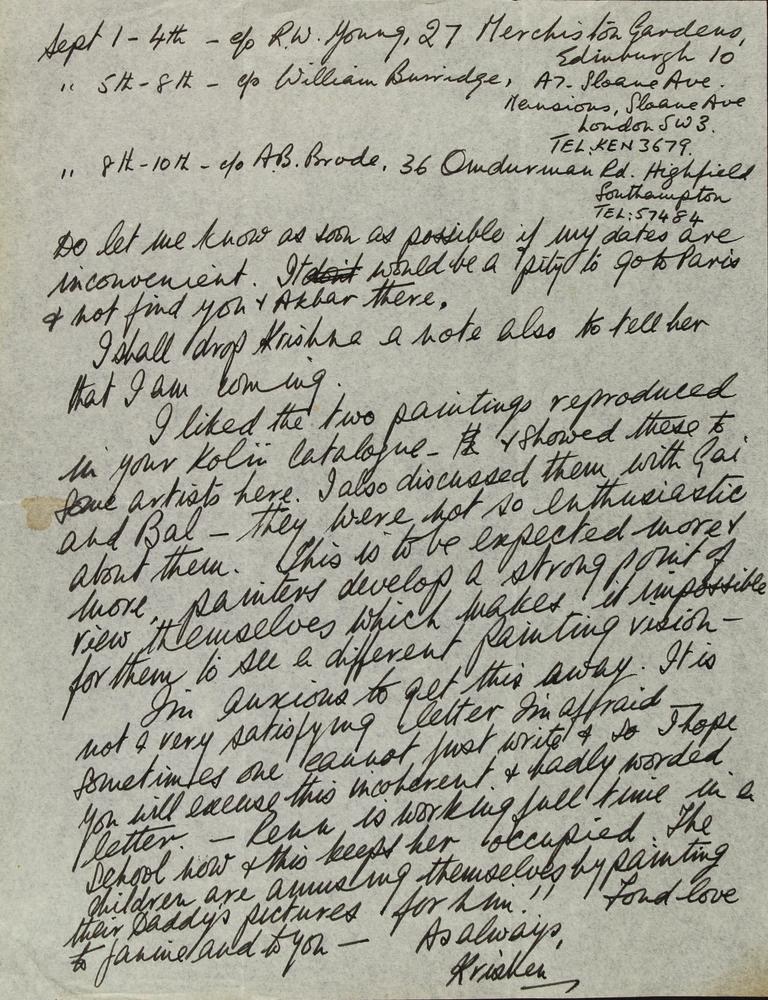 Sept 1 - 4th - c/o R.W. Young, 27 Merchiston Gardens,
Edinburgh 10
" 5th - 8th - c/o William Burridge, A7. Sloane Ave.
Mansions, Sloane Ave
London SW3.
TEL: KEN 3679.
" 8th - 10th - c/o A.B. Brode, 36 Omdurman Rd. Highfield
Southampton
TEL: 57484
Do let me know as soon as possible if my dates are
inconvenient. It don't would be a pity to go to Paris
& not find you & Akbar there.
I shall drop Krishna a note also to tell her
that I am coming.
I liked the two paintings reproduced
in your Catalogue - & showed these to
some artists here. I also discussed them with Gai
and Bal - they were not so enthusiastic
about them. This is to be expected more &
more, painters develop a strong point of
view themselves which makes it impossible
for them to see a different painting vision -
I'm anxious to get this away. It is
not a very satisfying letter I'm affraid -
sometimes one cannot just write & so I hope
you will excuse this incoherent & badly worded
letter. - Renu is working full time in a
School now & this keeps her occupied. The
children are amusing themselves by painting
their Daddy's pictures for him!! Fond love
to Janine and to you - As always,
Krishen